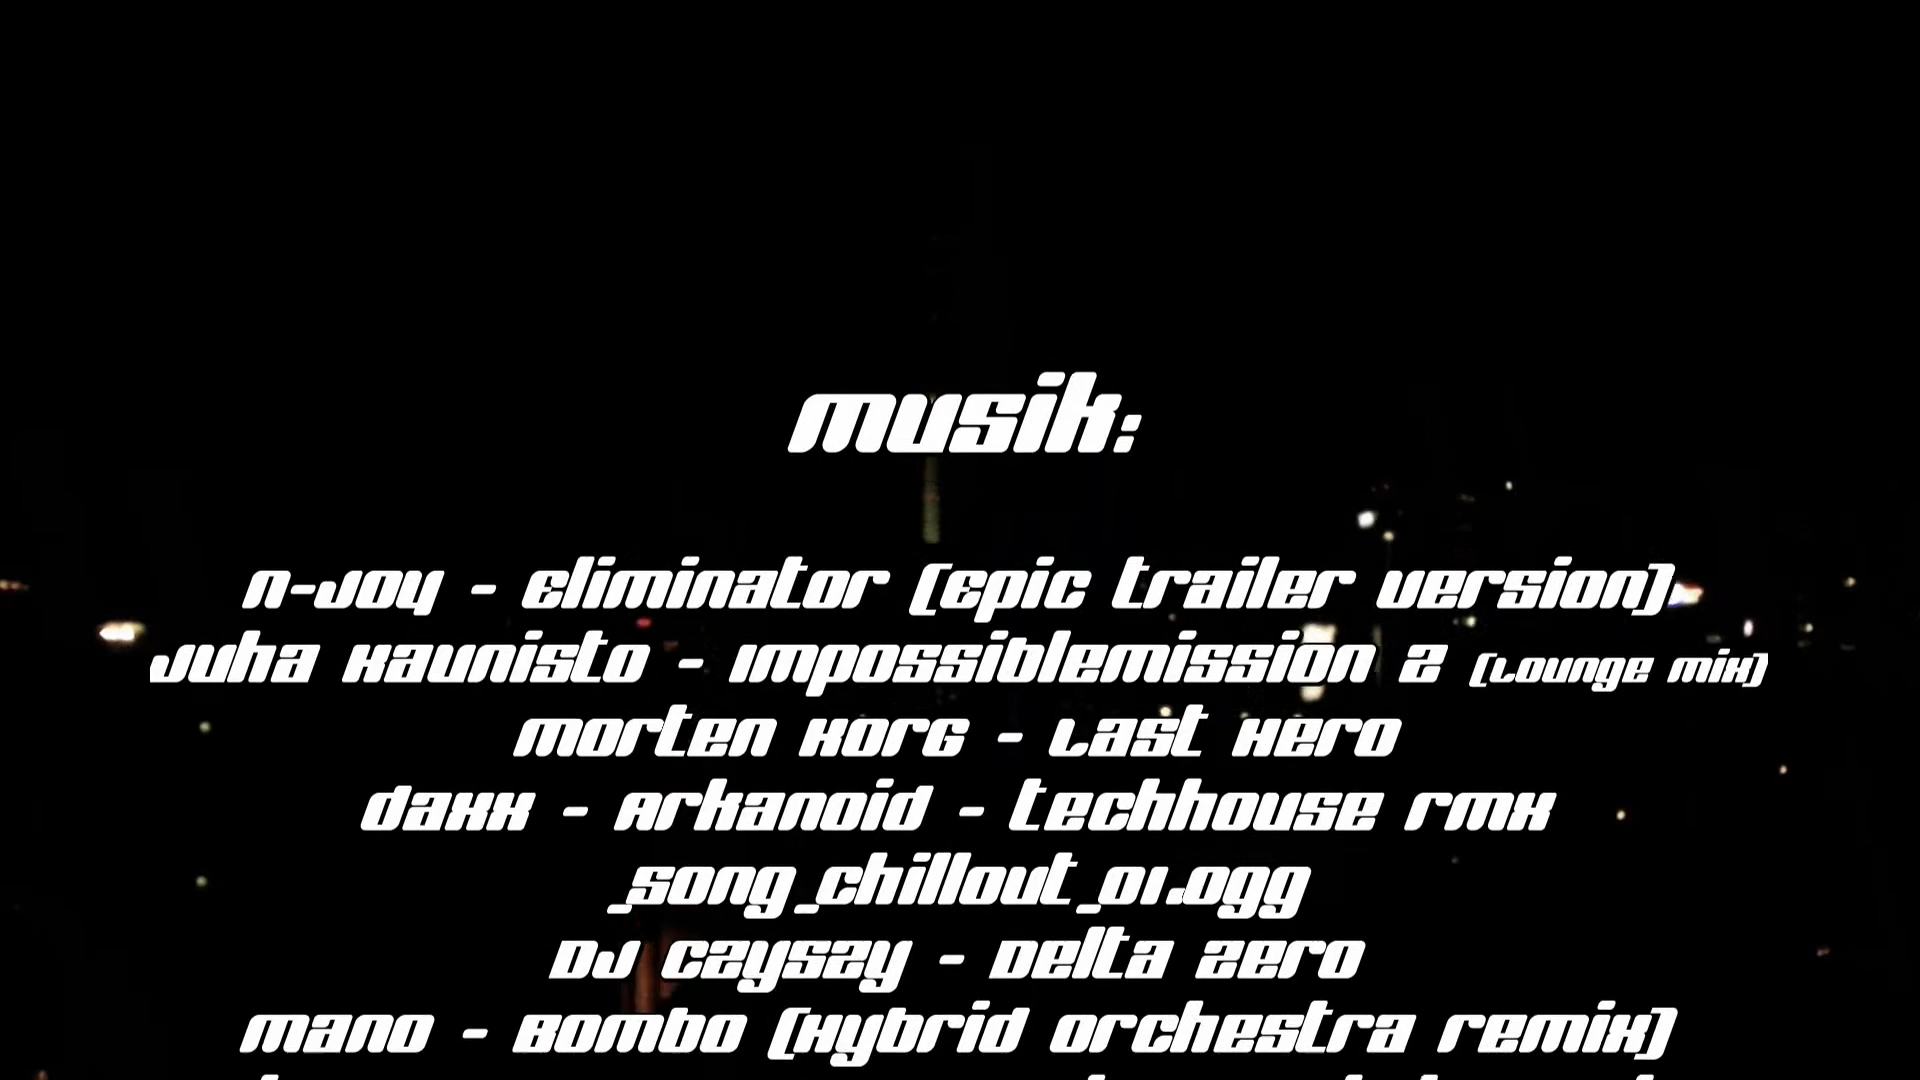 musik:
N-JOY - Eliminator (Epic Trailer Version)
Juha Kaunisto - Impossiblemission 2 (Lounge Mix)
Morten Korg - Last Hero
Daxx - Arkanoid - techhouse rmx
_song_chillout_01.ogg
DJ Czyszy - Delta Zero
Mano - Bombo (Hybrid Orchestra Remix)